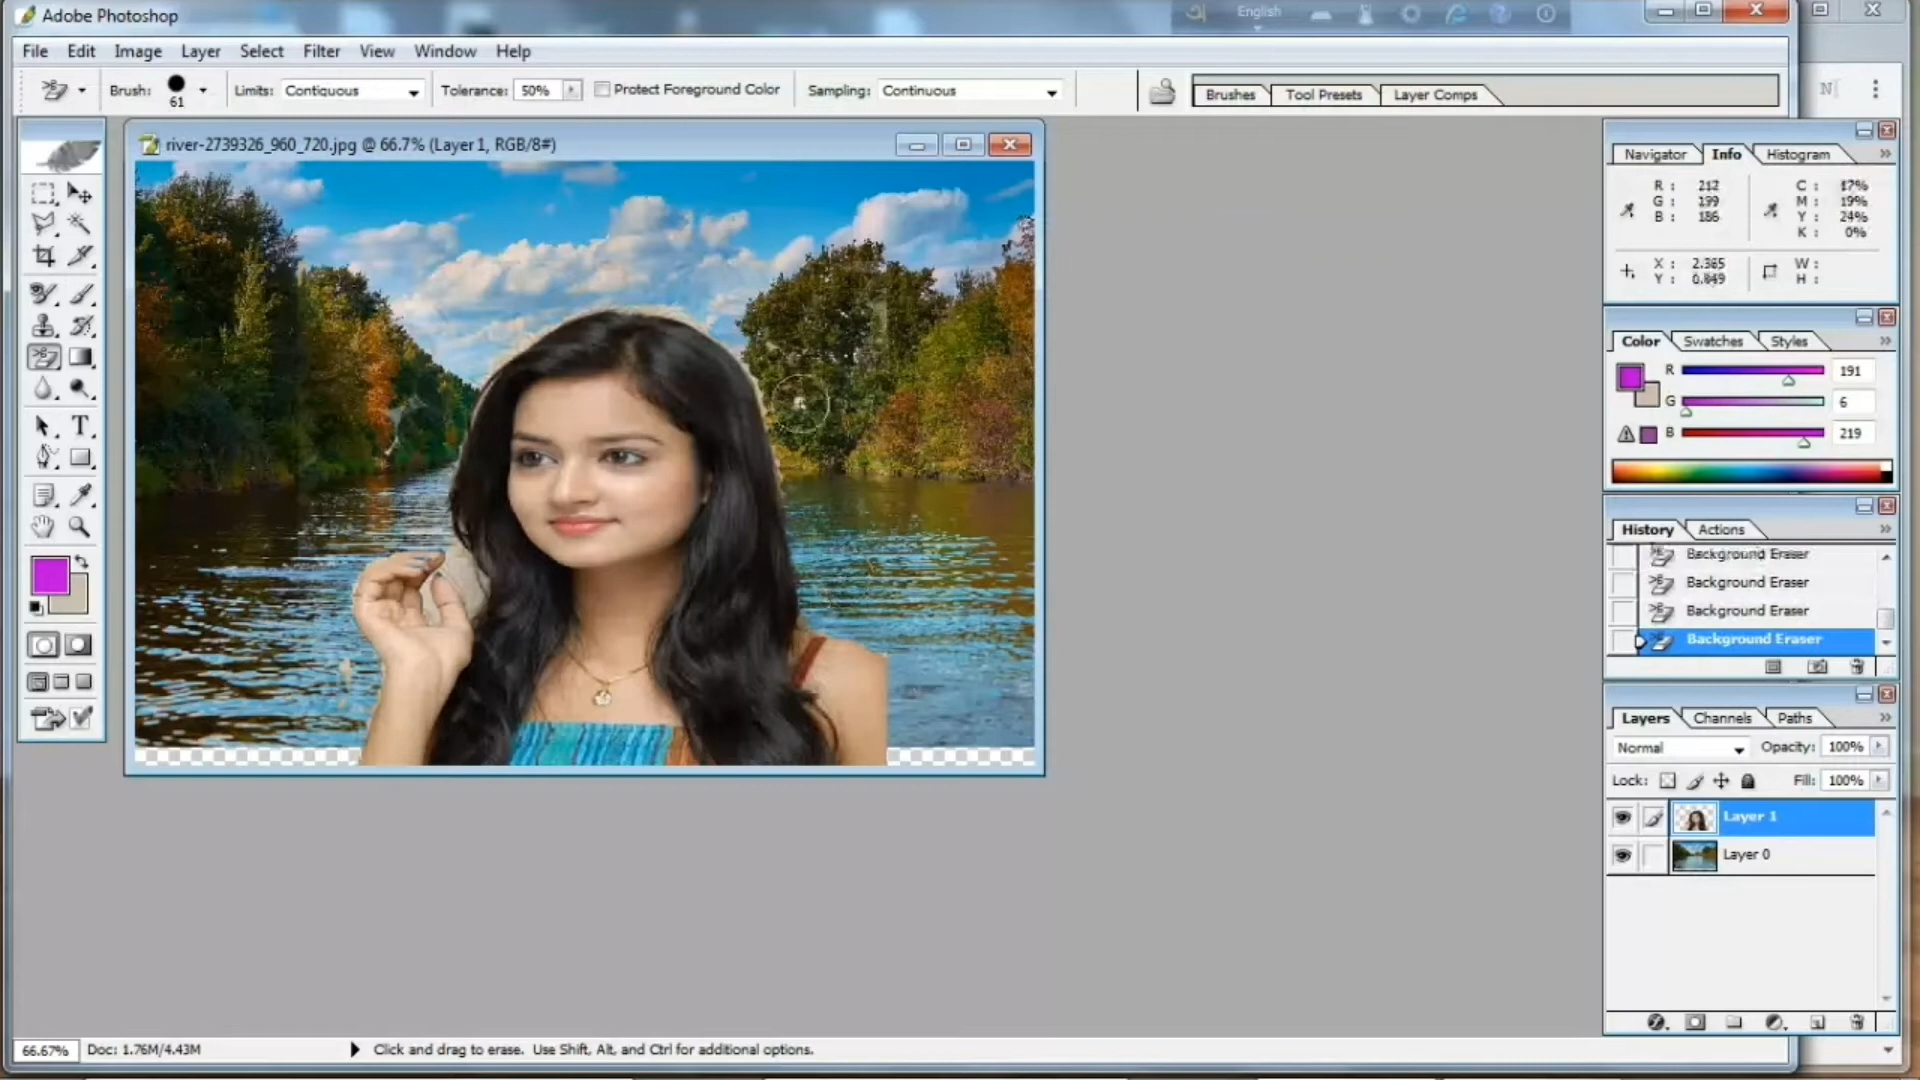 Adobe Photoshop
English
File Edit Image Layer Select Filter View Window Help
Brush: 61 Limits: Contiguous Tolerance: 50% Protect Foreground Color Sampling: Continuous
Brushes Tool Presets Layer Comps
river-2739326_960_720.jpg @ 66.7% (Layer 1, RGB/8#)
Navigator Info Histogram
R : 212 C : 17%
G : 199 M : 19%
B : 186 Y : 24%
K : 0%
X : 2.365 W :
Y : 0.849 H :
Color Swatches Styles
R 191
G 6
B 219
History Actions
Background Eraser
Background Eraser
Background Eraser
Background Eraser
Layers Channels Paths
Normal Opacity: 100%
Lock: Fill: 100%
Layer 1
Layer 0
T
66.67% Doc: 1.76M/4.43M Click and drag to erase. Use Shift, Alt, and Ctrl for additional options.